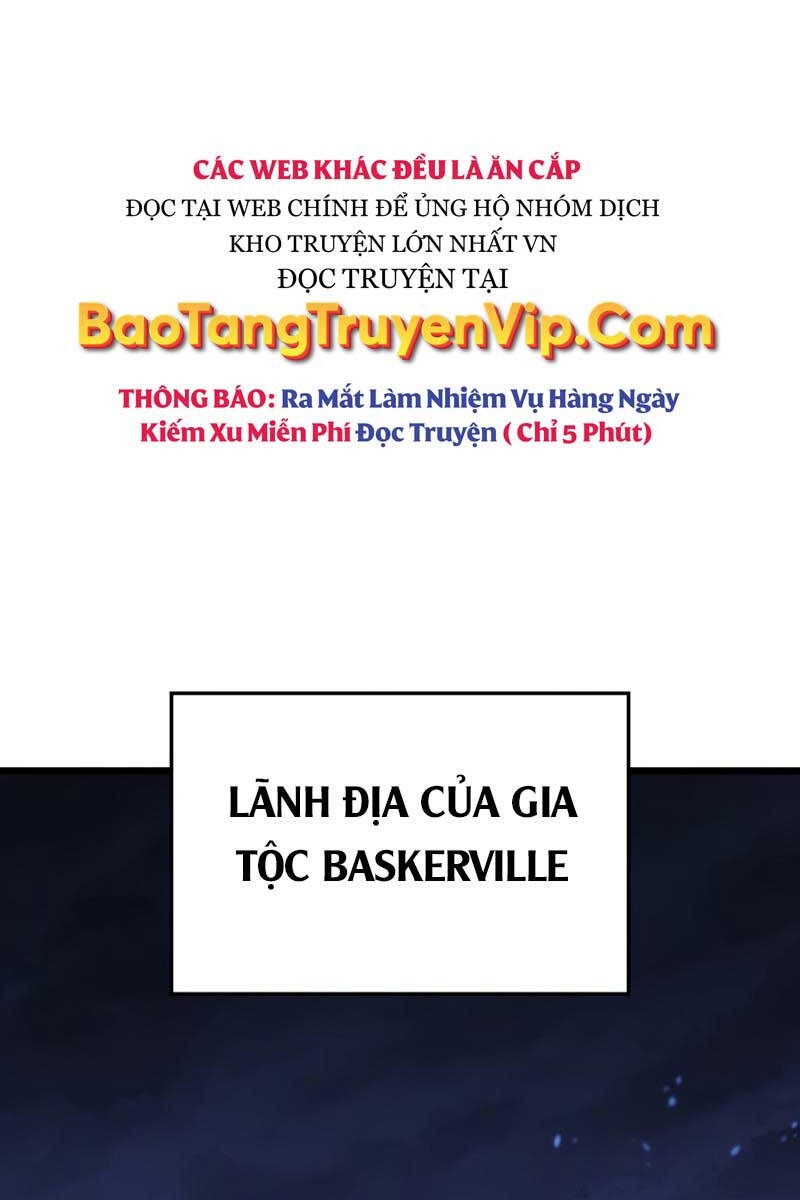 CÁC WEB KHÁC ĐỀU LÀ ĂN CẮP
ĐỌC TẠI WEB CHÍNH ĐỂ ỦNG HỘ NHÓM DỊCH
KHO TRUYỆN LỚN NHẤT VN
ĐỌC TRUYỆN TẠI
BaoTangTruyenVip.Com
THÔNG BÁO: Ra Mắt Làm Nhiệm Vụ Hàng Ngày
Kiếm Xu Miễn Phí Đọc Truyện ( Chỉ 5 Phút)
LÃNH ĐỊA CỦA GIA
TỘC BASKERVILLE